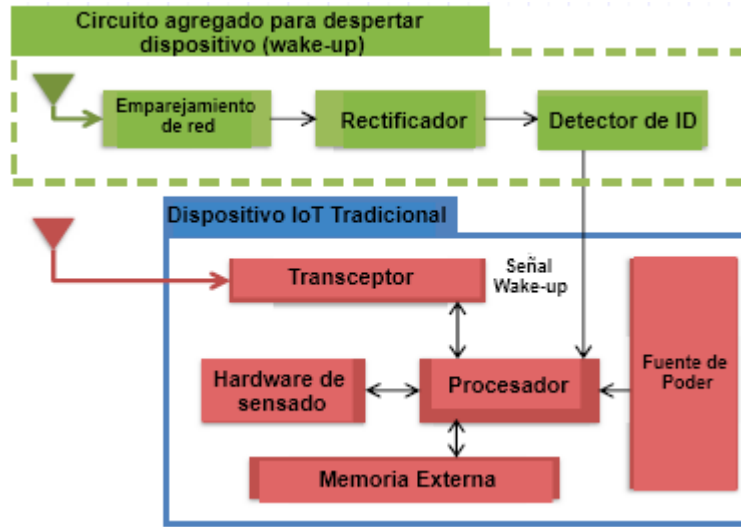 Circuito agregado para despertar
dispositivo (wake-up)
Emparejamiento
de red
Rectificador
Detector de ID
Dispositivo IoT Tradicional
Transceptor
Señal
Wake-up
Hardware de
sensado
Procesador
Fuente de
Poder
Memoria Externa